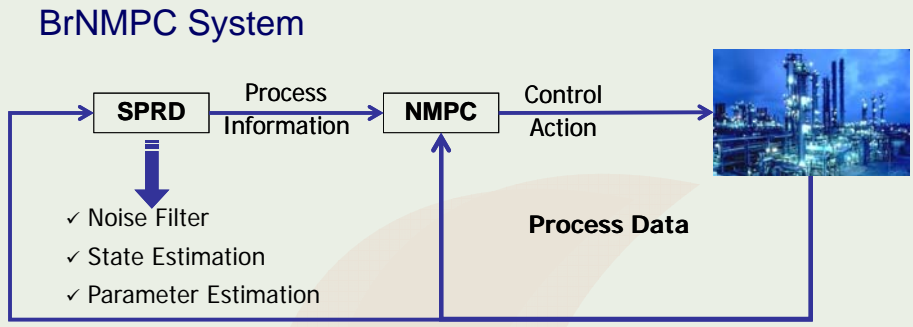 BrNMPC System
SPRD
Process
Information
NMPC
Control
Action
✓ Noise Filter
✓ State Estimation
✓ Parameter Estimation
Process Data